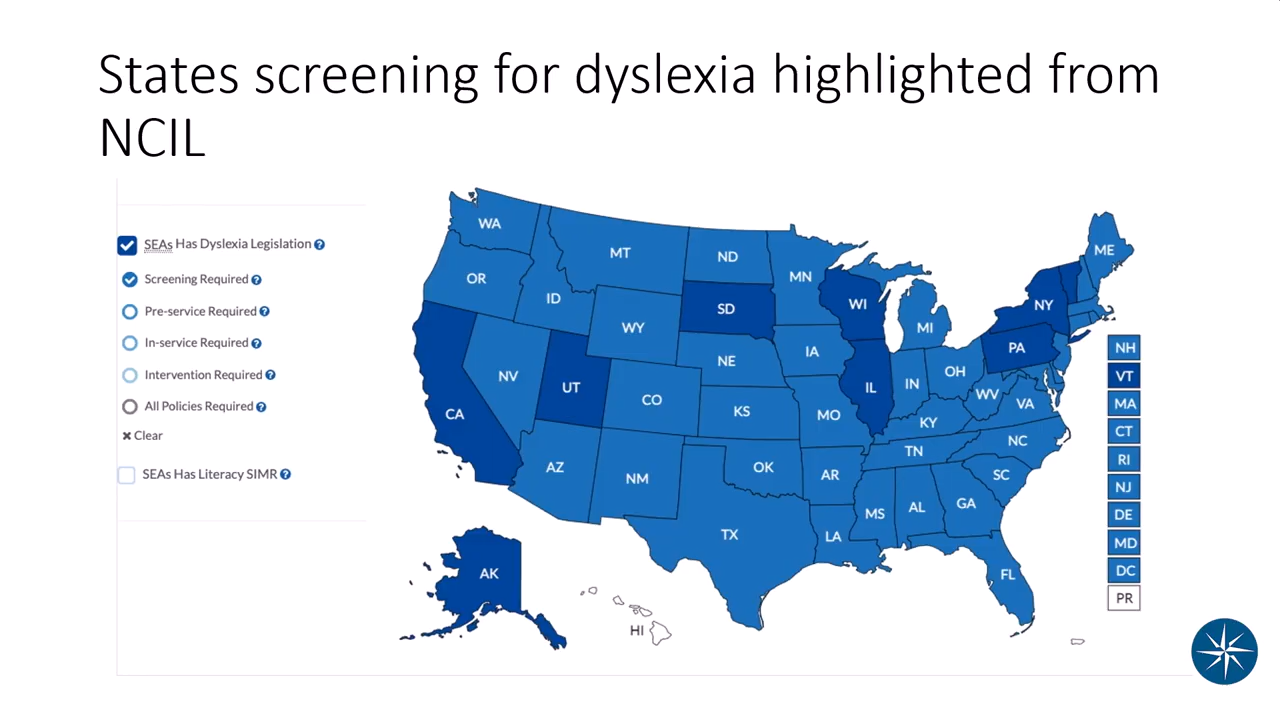 States screening for dyslexia highlighted from
NCIL
SEAs Has Dyslexia Legislation ?
Screening Required ?
Pre-service Required ?
In-service Required ?
Intervention Required ?
All Policies Required ?
× Clear
SEAs Has Literacy SIMR ?
WA
MT
ND
MN
ME
OR
ID
SD
WI
NY
WY
MI
NH
NV
UT
NE
IA
PA
VT
CO
IL
IN
OH
WV
VA
MA
CA
KS
MO
KY
CT
NC
TN
RI
AZ
NM
OK
AR
SC
NJ
MS
AL
GA
DE
TX
LA
MD
AK
FL
DC
HI
PR